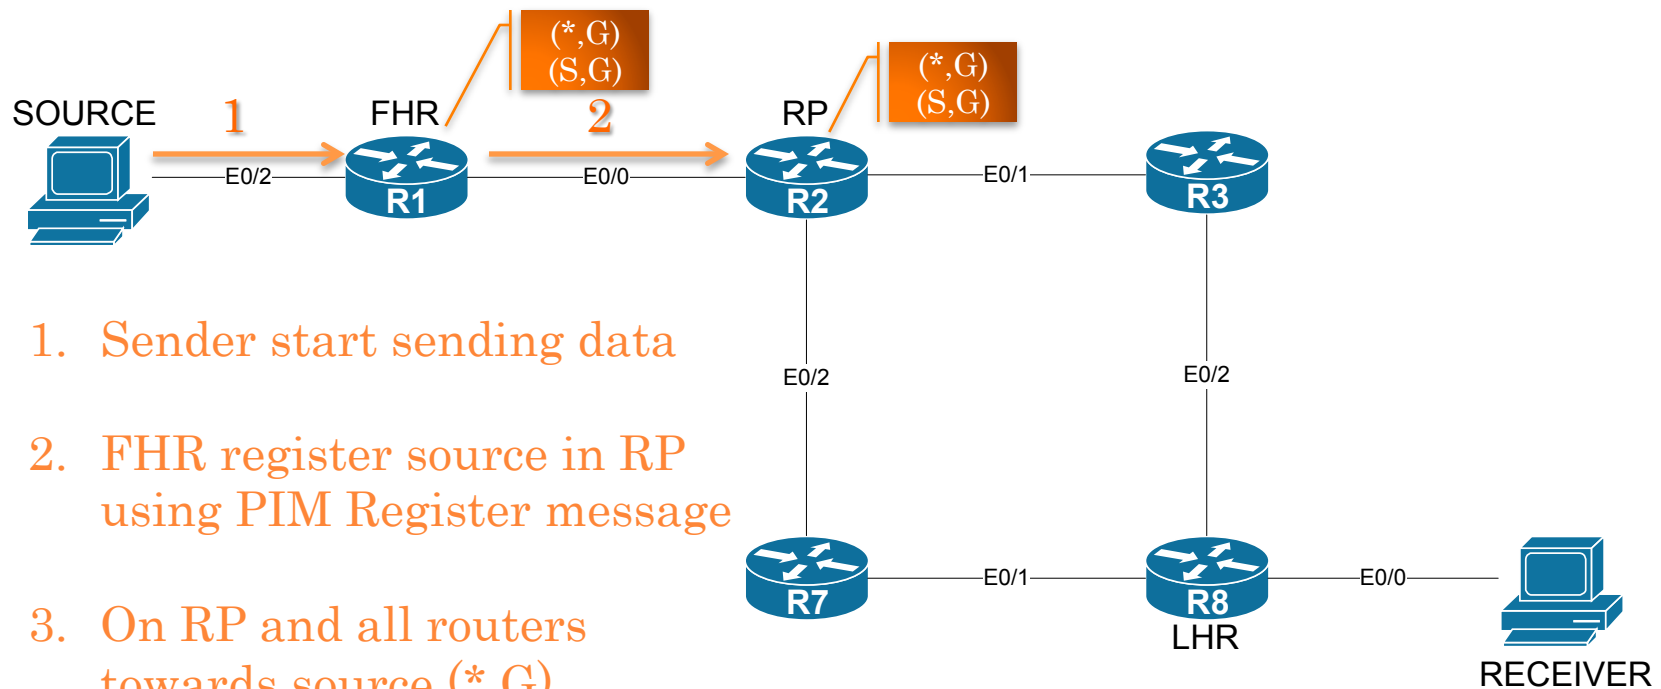 (*,G)
(S,G)
(*,G)
(S,G)
SOURCE
1
FHR
2
RP
E0/2
E0/0
E0/1
R1
R2
R3
1. Sender start sending data
E0/2
E0/2
2. FHR register source in RP
using PIM Register message
E0/1
E0/0
R7
R8
LHR
3. On RP and all routers
towards source (*,G)
RECEIVER